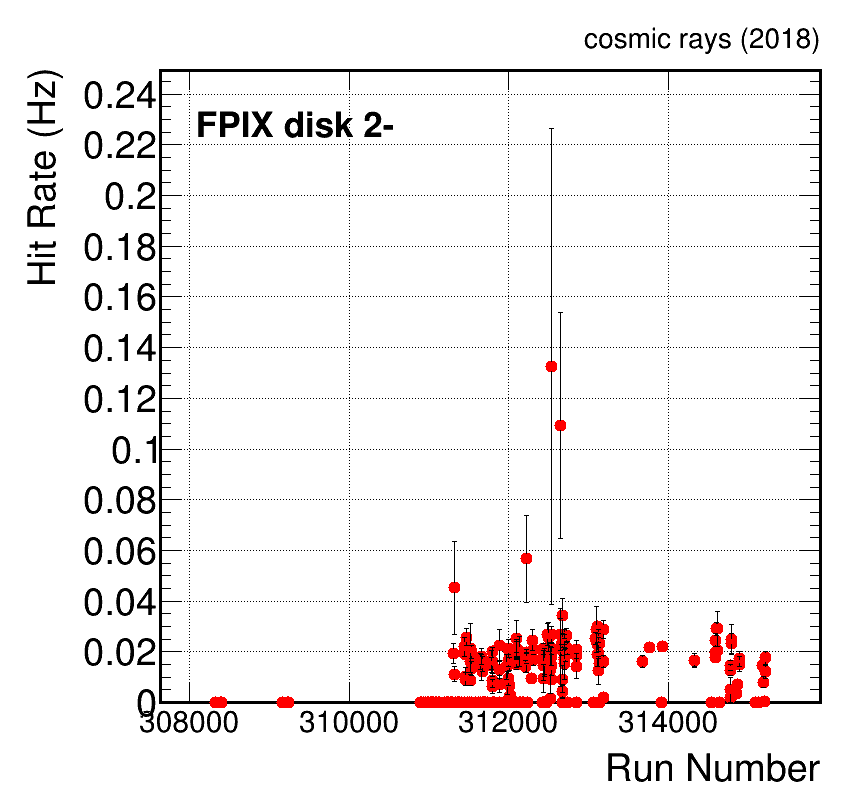 cosmic rays (2018)
Hit Rate (Hz)
FPIX disk 2-
0.24
0.22
0.2
0.18
0.16
0.14
0.12
0.1
0.08
0.06
0.04
0.02
0
308000 310000 312000 314000
Run Number